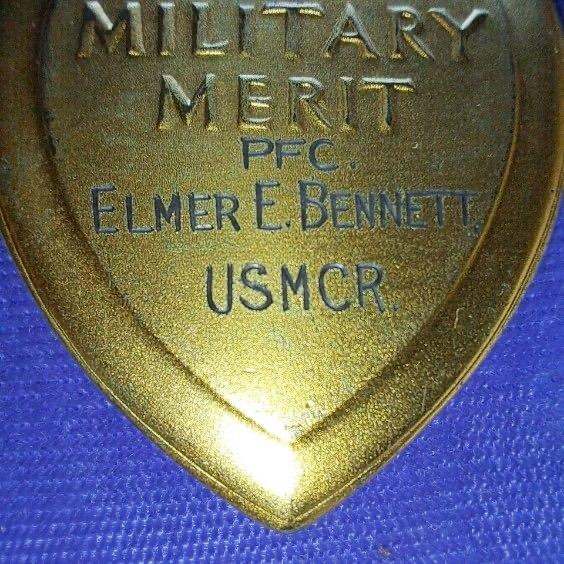 MILITARY
MERIT
PFC.
ELMER E. BENNETT,
USMCR.